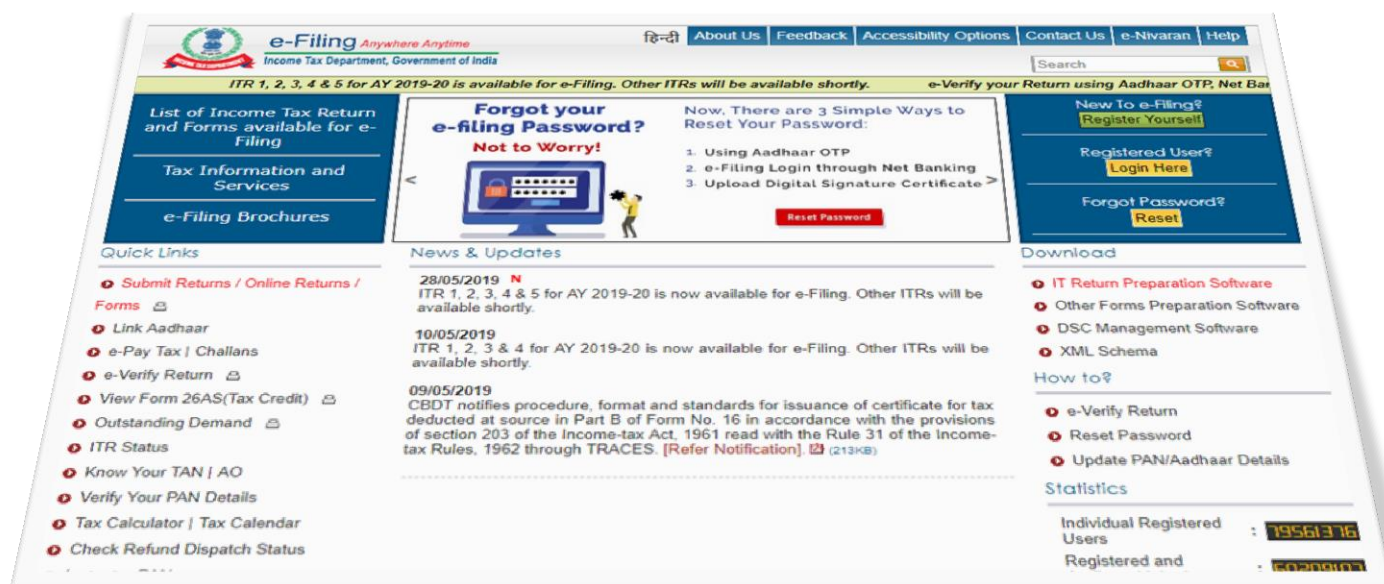 e-Filing Anywhere Anytime
Income Tax Department, Government of India
हिन्दी About Us Feedback Accessibility Options Contact Us e-Nivaran Help
Search
ITR 1, 2, 3, 4 & 5 for AY 2019-20 is available for e-Filing. Other ITRs will be available shortly. e-Verify your Return using Aadhaar OTP, Net Ban
List of Income Tax Return
and Forms available for e-
Filing
Tax Information and
Services
e-Filing Brochures
Forgot your
e-filing Password?
Not to Worry!
Now, There are 3 Simple Ways to
Reset Your Password:
1. Using Aadhaar OTP
2. e-Filing Login through Net Banking
3. Upload Digital Signature Certificate
Reset Password
< >
New To e-Filing?
Register Yourself
Registered User?
Login Here
Forgot Password?
Reset
Quick Links
Submit Returns / Online Returns /
Forms
Link Aadhaar
e-Pay Tax | Challans
e-Verify Return
View Form 26AS(Tax Credit)
Outstanding Demand
ITR Status
Know Your TAN | AO
Verify Your PAN Details
Tax Calculator | Tax Calendar
Check Refund Dispatch Status
News & Updates
28/05/2019 N
ITR 1, 2, 3, 4 & 5 for AY 2019-20 is now available for e-Filing. Other ITRs will be
available shortly.
10/05/2019
ITR 1, 2, 3 & 4 for AY 2019-20 is now available for e-Filing. Other ITRs will be
available shortly.
09/05/2019
CBDT notifies procedure, format and standards for issuance of certificate for tax
deducted at source in Part B of Form No. 16 in accordance with the provisions
of section 203 of the Income-tax Act, 1961 read with the Rule 31 of the Income-
tax Rules, 1962 through TRACES. [Refer Notification]. (213KB)
Download
IT Return Preparation Software
Other Forms Preparation Software
DSC Management Software
XML Schema
How to?
e-Verify Return
Reset Password
Update PAN/Aadhaar Details
Statistics
Individual Registered
Users : 79561376
Registered and